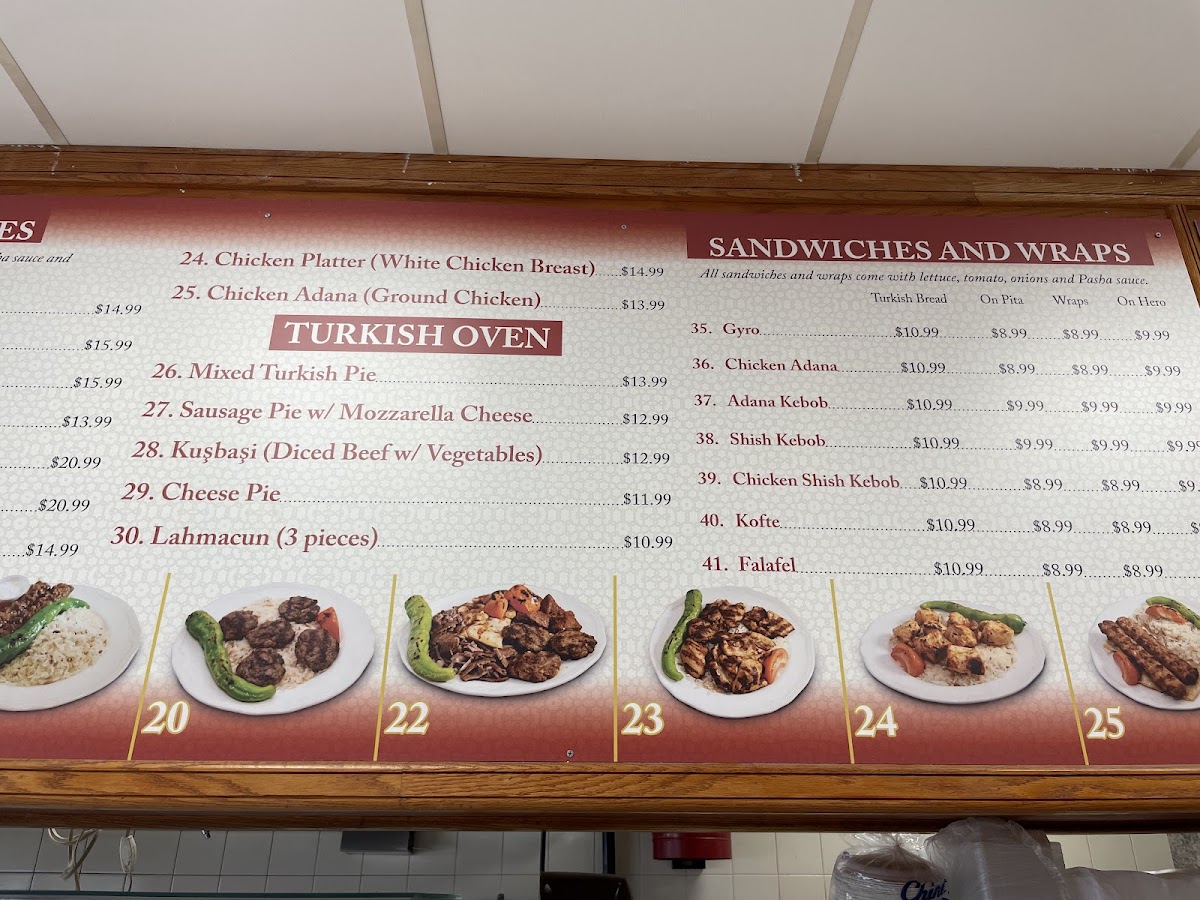 ES
sauce and
$14.99
$15.99
$15.99
$13.99
$20.99
$20.99
$14.99
24. Chicken Platter (White Chicken Breast) $14.99
25. Chicken Adana (Ground Chicken) $13.99
TURKISH OVEN
26. Mixed Turkish Pie $13.99
27. Sausage Pie w/ Mozzarella Cheese $12.99
28. Kuşbaşi (Diced Beef w/ Vegetables) $12.99
29. Cheese Pie $11.99
30. Lahmacun (3 pieces) $10.99
SANDWICHES AND WRAPS
All sandwiches and wraps come with lettuce, tomato, onions and Pasha sauce.
Turkish Bread On Pita Wraps On Hero
35. Gyro $10.99 $8.99 $8.99 $9.99
36. Chicken Adana $10.99 $8.99 $8.99 $9.99
37. Adana Kebob $10.99 $9.99 $9.99 $9.99
38. Shish Kebob $10.99 $9.99 $9.99 $9.9
39. Chicken Shish Kebob $10.99 $8.99 $8.99 $9.
40. Kofte $10.99 $8.99 $8.99
41. Falafel $10.99 $8.99 $8.99
20
22
23
24
25